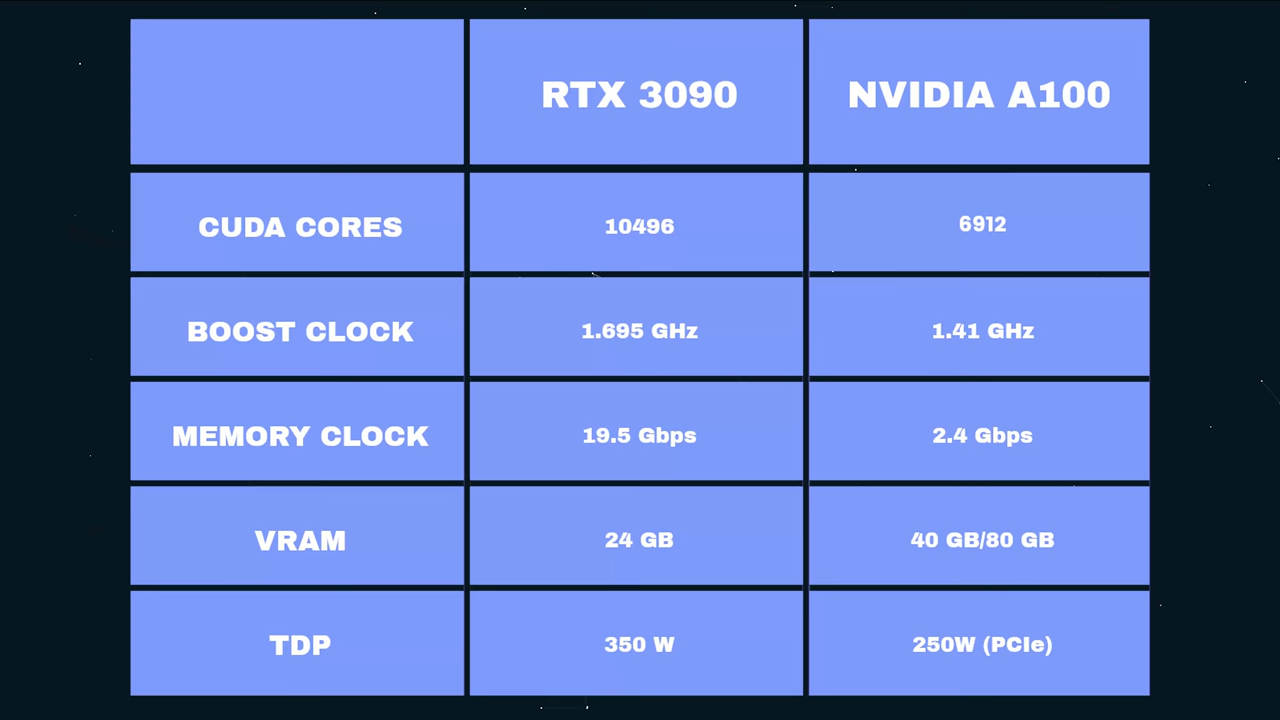 RTX 3090
NVIDIA A100
CUDA CORES
10496
6912
BOOST CLOCK
1.695 GHz
1.41 GHz
MEMORY CLOCK
19.5 Gbps
2.4 Gbps
VRAM
24 GB
40 GB/80 GB
TDP
350 W
250W (PCIe)